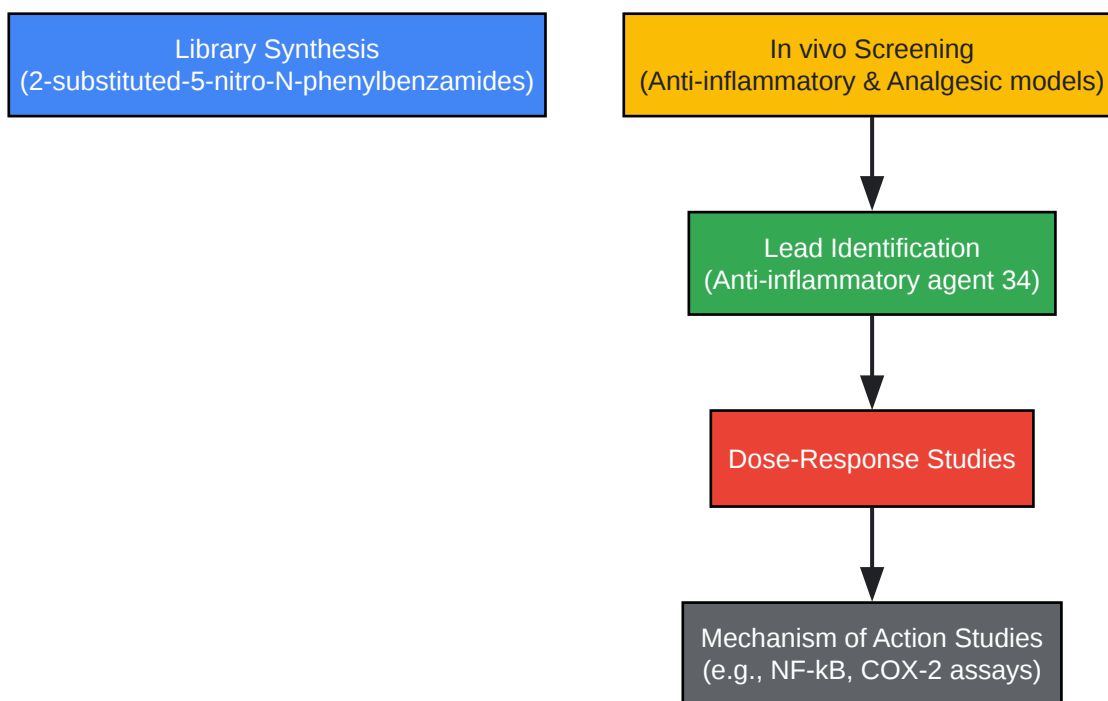 Library Synthesis
(2-substituted-5-nitro-N-phenylbenzamides)
In vivo Screening
(Anti-inflammatory & Analgesic models)
Lead Identification
(Anti-inflammatory agent 34)
Dose-Response Studies
Mechanism of Action Studies
(e.g., NF-kB, COX-2 assays)